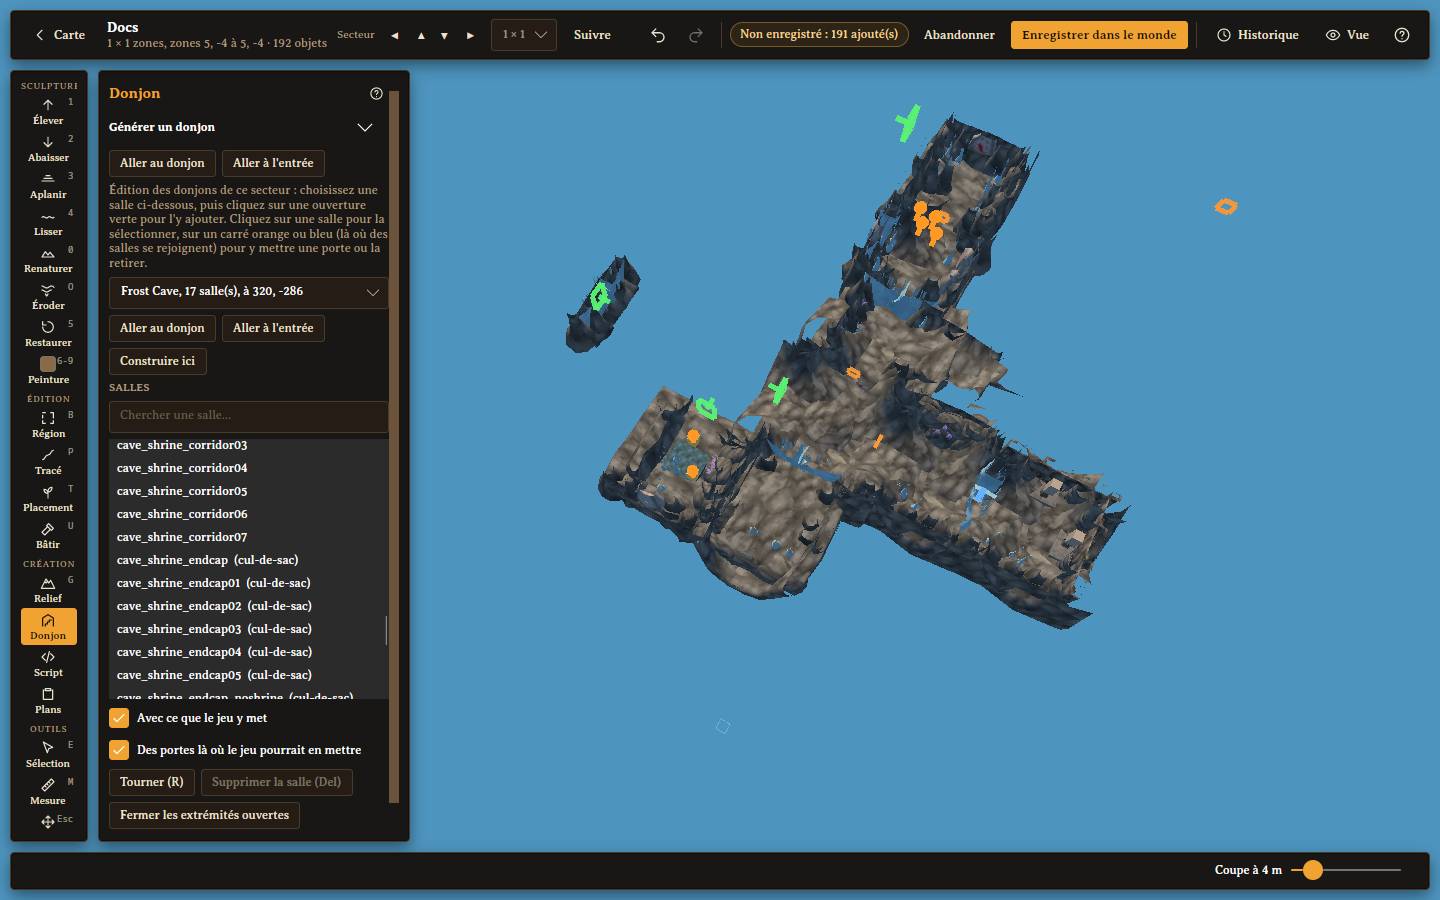 Carte
Docs
1 × 1 zones, zones 5, -4 à 5, -4 · 192 objets
Secteur
1 × 1
Suivre
Non enregistré : 191 ajouté(s)
Abandonner
Enregistrer dans le monde
Historique
Vue
SCULPTURE
1
Élever
2
Abaisser
3
Aplanir
4
Lisser
0
Renaturer
O
Éroder
5
Restaurer
6-9
Peinture
ÉDITION
B
Région
P
Tracé
T
Placement
U
Bâtir
CRÉATION
G
Relief
Donjon
Script
Plans
OUTILS
E
Sélection
M
Mesure
Esc
Donjon
Générer un donjon
Aller au donjon
Aller à l'entrée
Édition des donjons de ce secteur : choisissez une
salle ci-dessous, puis cliquez sur une ouverture
verte pour l'y ajouter. Cliquez sur une salle pour la
sélectionner, sur un carré orange ou bleu (là où des
salles se rejoignent) pour y mettre une porte ou la
retirer.
Frost Cave, 17 salle(s), à 320, -286
Aller au donjon
Aller à l'entrée
Construire ici
SALLES
Chercher une salle...
cave_shrine_corridor03
cave_shrine_corridor04
cave_shrine_corridor05
cave_shrine_corridor06
cave_shrine_corridor07
cave_shrine_endcap (cul-de-sac)
cave_shrine_endcap01 (cul-de-sac)
cave_shrine_endcap02 (cul-de-sac)
cave_shrine_endcap03 (cul-de-sac)
cave_shrine_endcap04 (cul-de-sac)
cave_shrine_endcap05 (cul-de-sac)
cave_shrine_endcap_noshrine (cul-de-sac)
Avec ce que le jeu y met
Des portes là où le jeu pourrait en mettre
Tourner (R)
Supprimer la salle (Del)
Fermer les extrémités ouvertes
Coupe à 4 m